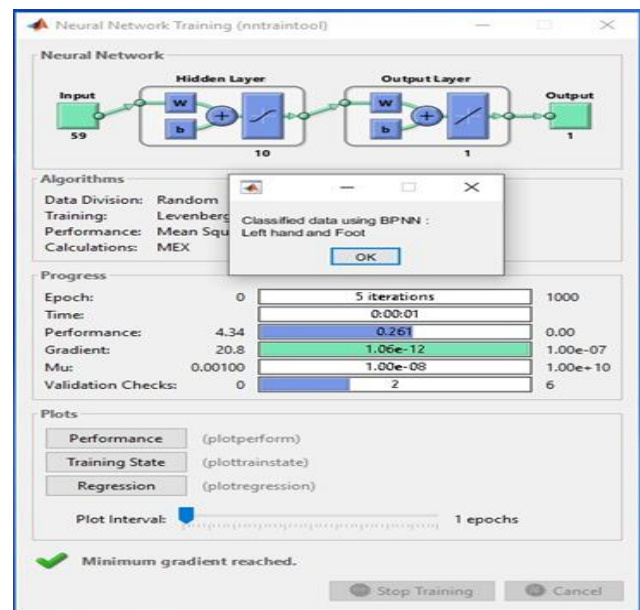 Neural Network Training (nntraintool)
Neural Network
Hidden Layer
Output Layer
Input
Output
W
W
b
b
59
10
1
1
Algorithms
Data Division: Random
Training: Levenberg
Performance: Mean Squ
Calculations: MEX
Classified data using BPNN :
Left hand and Foot
OK
Progress
Epoch: 0 5 iterations 1000
Time: 0:00:01
Performance: 4.34 0.261 0.00
Gradient: 20.8 1.06e-12 1.00e-07
Mu: 0.00100 1.00e-08 1.00e+10
Validation Checks: 0 2 6
Plots
Performance (plotperform)
Training State (plottrainstate)
Regression (plotregression)
Plot Interval: 1 epochs
Minimum gradient reached.
Stop Training Cancel